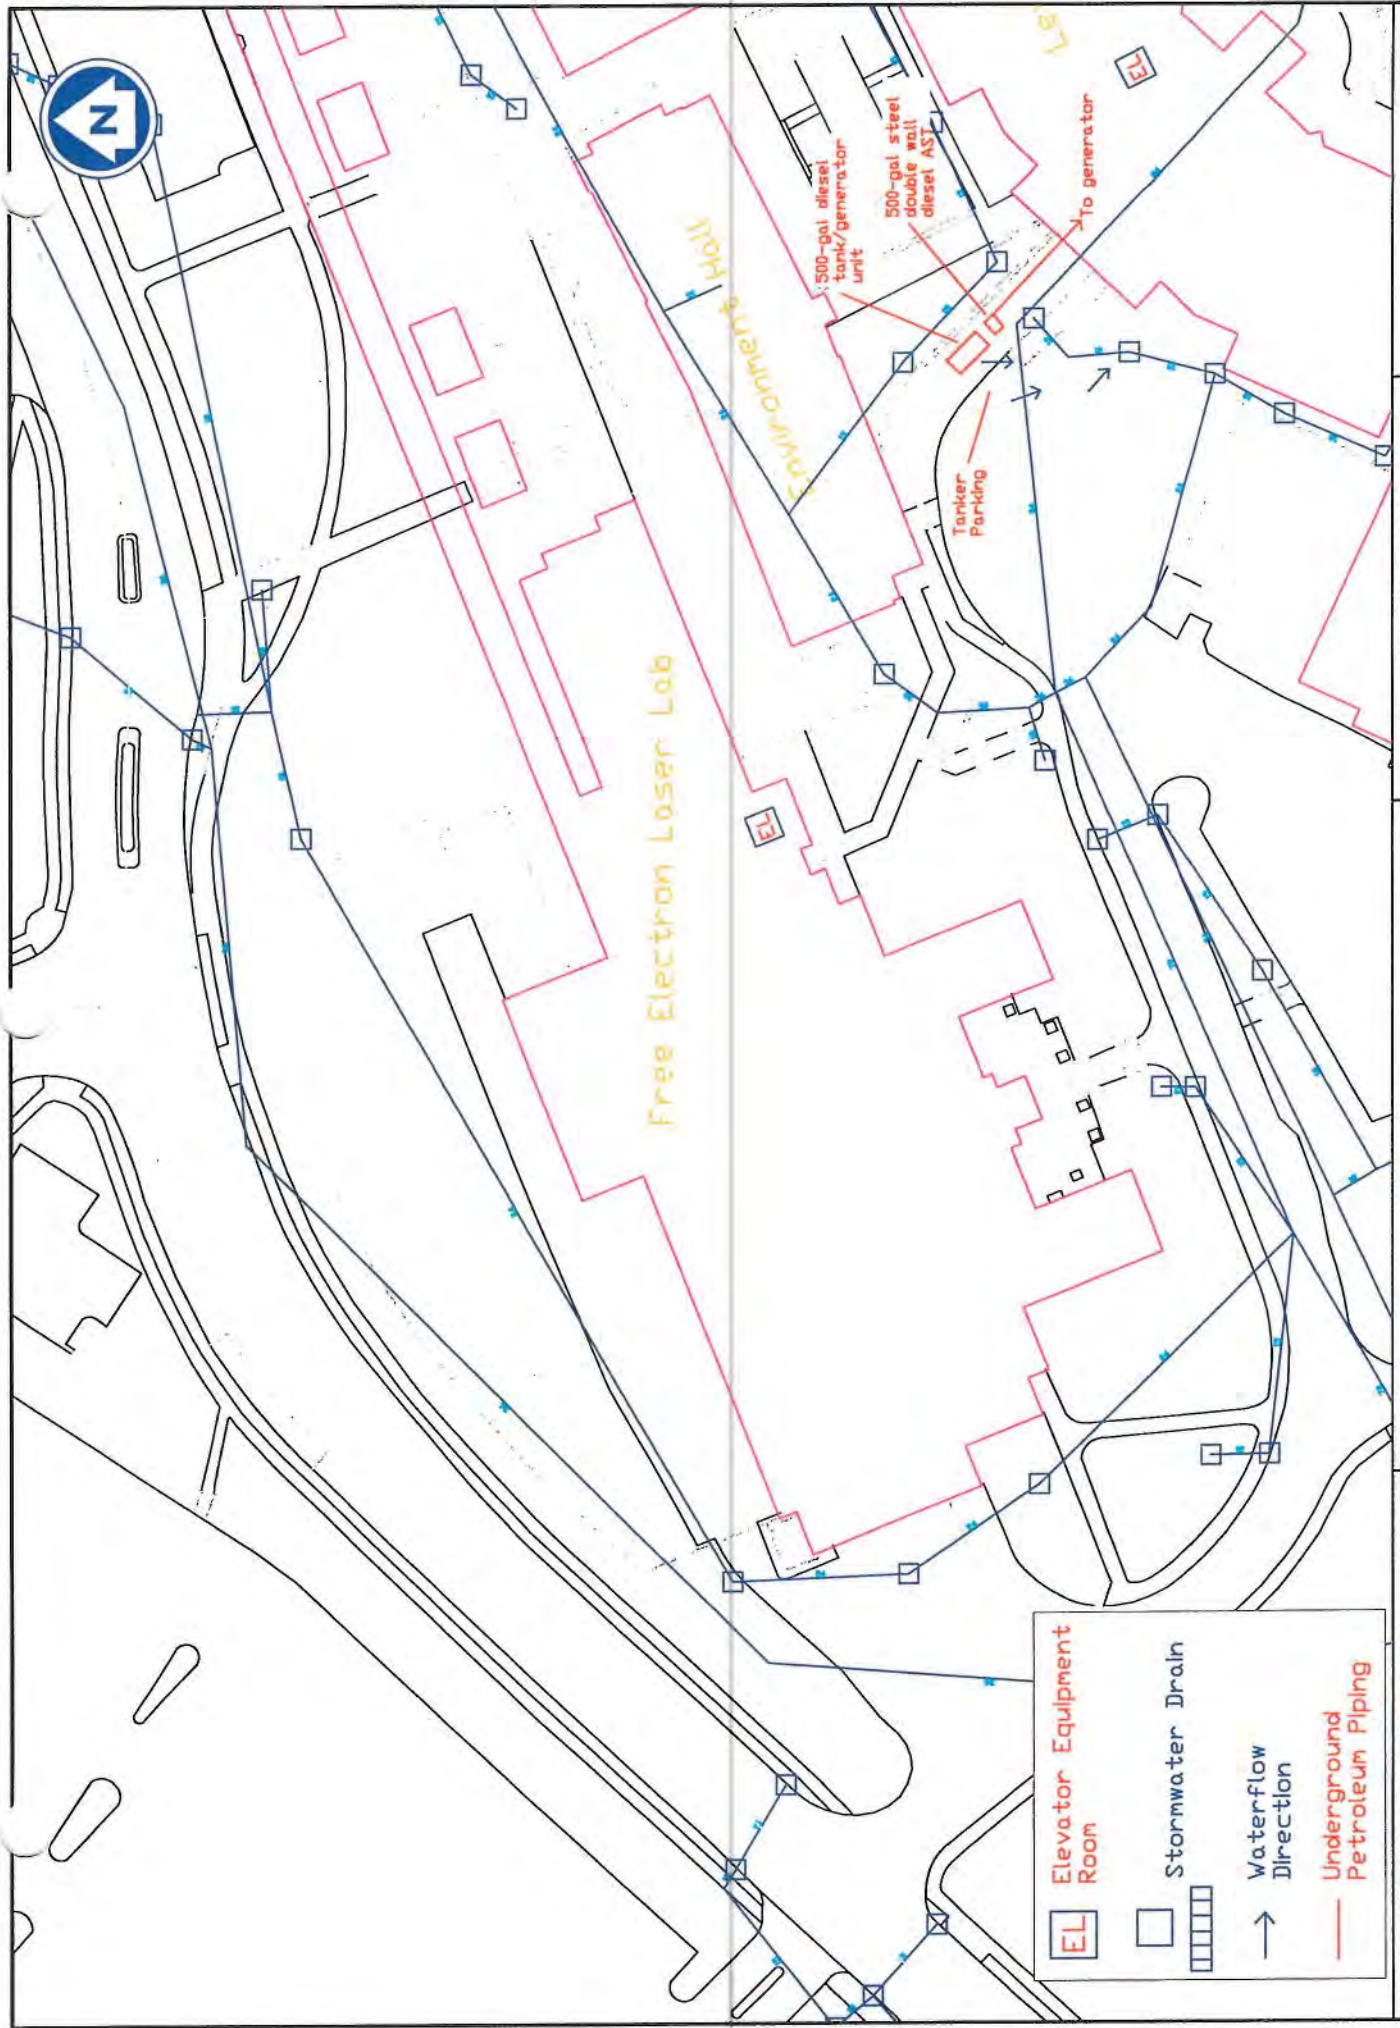 N
La
EL
500-gal diesel
tank/generator
unit
500-gal steel
double wall
diesel AST
To generator
Environment Hall
Tanker
Parking
Free Electron Laser Lab
EL
EL
Elevator Equipment
Room
Stormwater Drain
Waterflow
Direction
Underground
Petroleum Piping